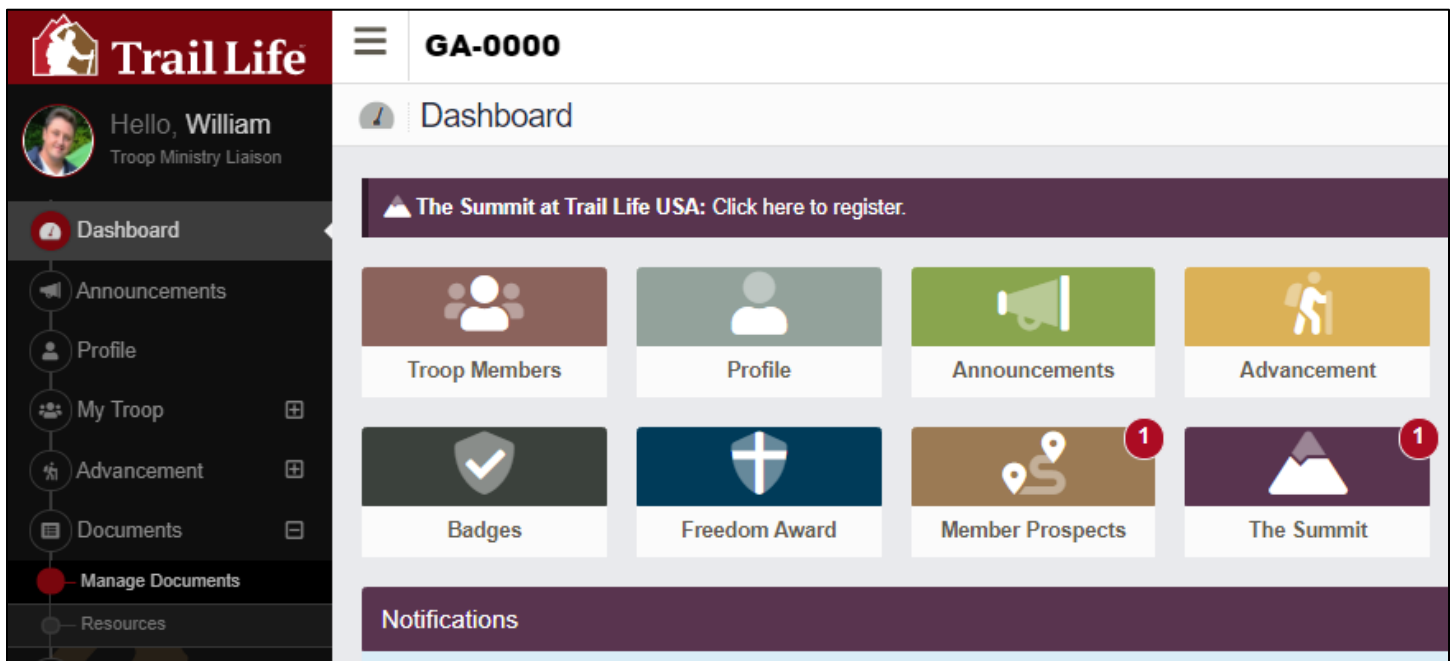 Trail Life
GA-0000
Hello, William
Troop Ministry Liaison
Dashboard
Announcements
Profile
My Troop
Advancement
Documents
Manage Documents
Resources
Dashboard
The Summit at Trail Life USA: Click here to register.
Troop Members
Profile
Announcements
Advancement
Badges
Freedom Award
Member Prospects
1
The Summit
1
Notifications